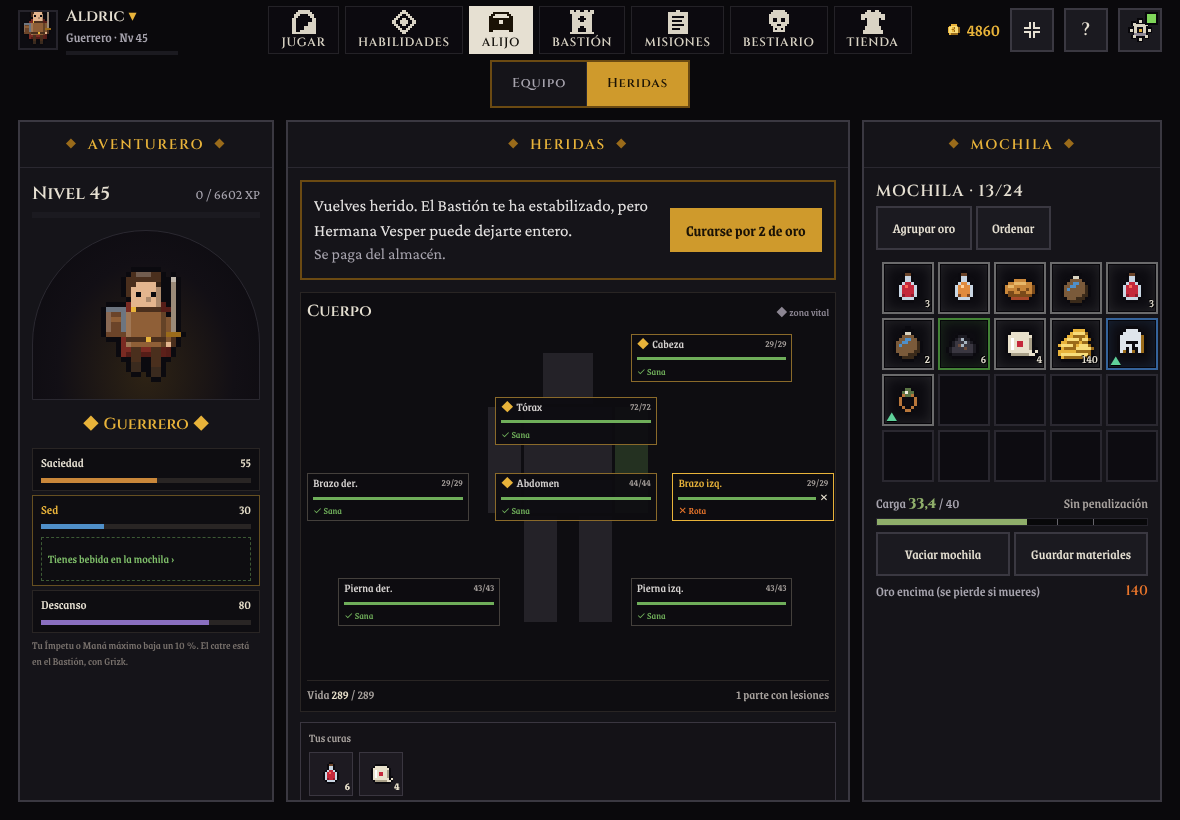 ALDRIC ▾
Guerrero · Nv 45
JUGAR
HABILIDADES
ALIJO
BASTIÓN
MISIONES
BESTIARIO
TIENDA
4860
?
EQUIPO
HERIDAS
AVENTURERO
NIVEL 45
0 / 6602 XP
GUERRERO
Saciedad
55
Sed
30
Tienes bebida en la mochila ›
Descanso
80
Tu Ímpetu o Maná máximo baja un 10 %. El catre está
en el Bastión, con Grizk.
HERIDAS
Vuelves herido. El Bastión te ha estabilizado, pero
Hermana Vesper puede dejarte entero.
Se paga del almacén.
Curarse por 2 de oro
CUERPO
zona vital
Cabeza
29/29
✓ Sana
Tórax
72/72
✓ Sana
Brazo der.
29/29
✓ Sana
Abdomen
44/44
✓ Sana
Brazo izq.
29/29
✕
✕ Rota
Pierna der.
43/43
✓ Sana
Pierna izq.
43/43
✓ Sana
Vida 289 / 289
1 parte con lesiones
Tus curas
6
4
MOCHILA
MOCHILA · 13/24
Agrupar oro
Ordenar
3
3
2
6
4
140
Carga 33,4 / 40
Sin penalización
Vaciar mochila
Guardar materiales
Oro encima (se pierde si mueres)
140